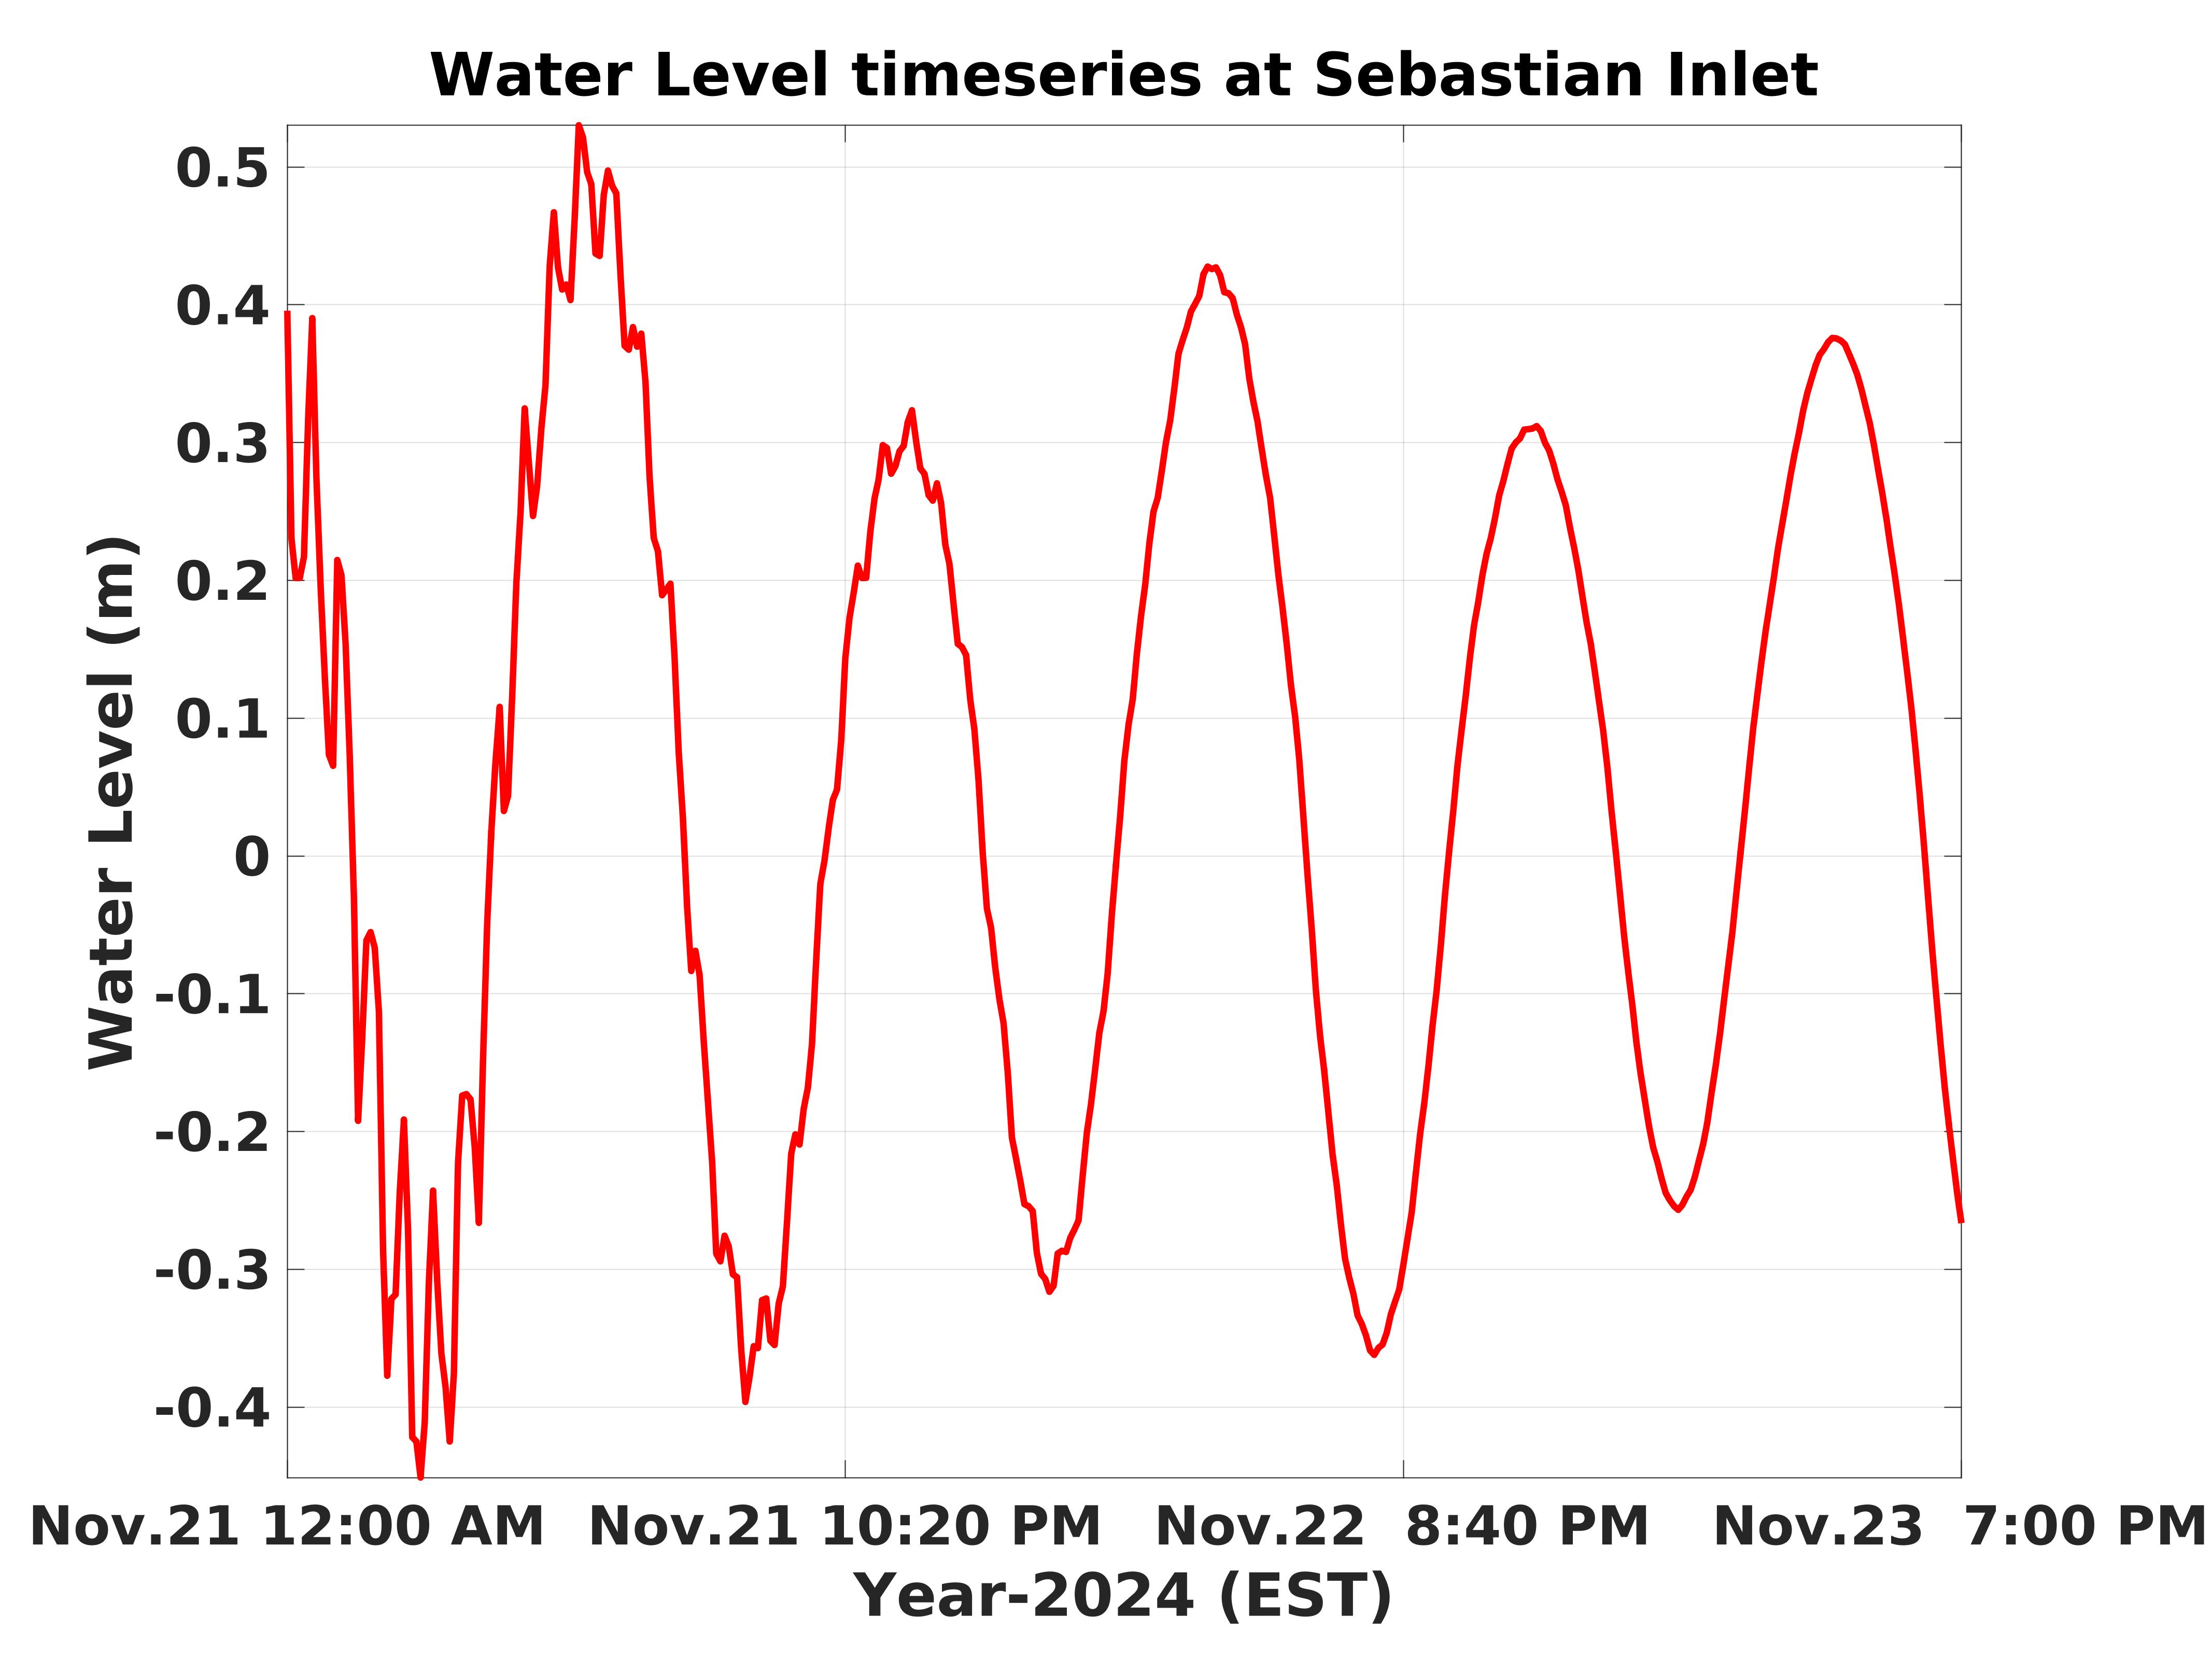 Water Level timeseries at Sebastian Inlet
Water Level (m)
0.5
0.4
0.3
0.2
0.1
0
-0.1
-0.2
-0.3
-0.4
Nov.21 12:00 AM Nov.21 10:20 PM Nov.22 8:40 PM Nov.23 7:00 PM
Year-2024 (EST)